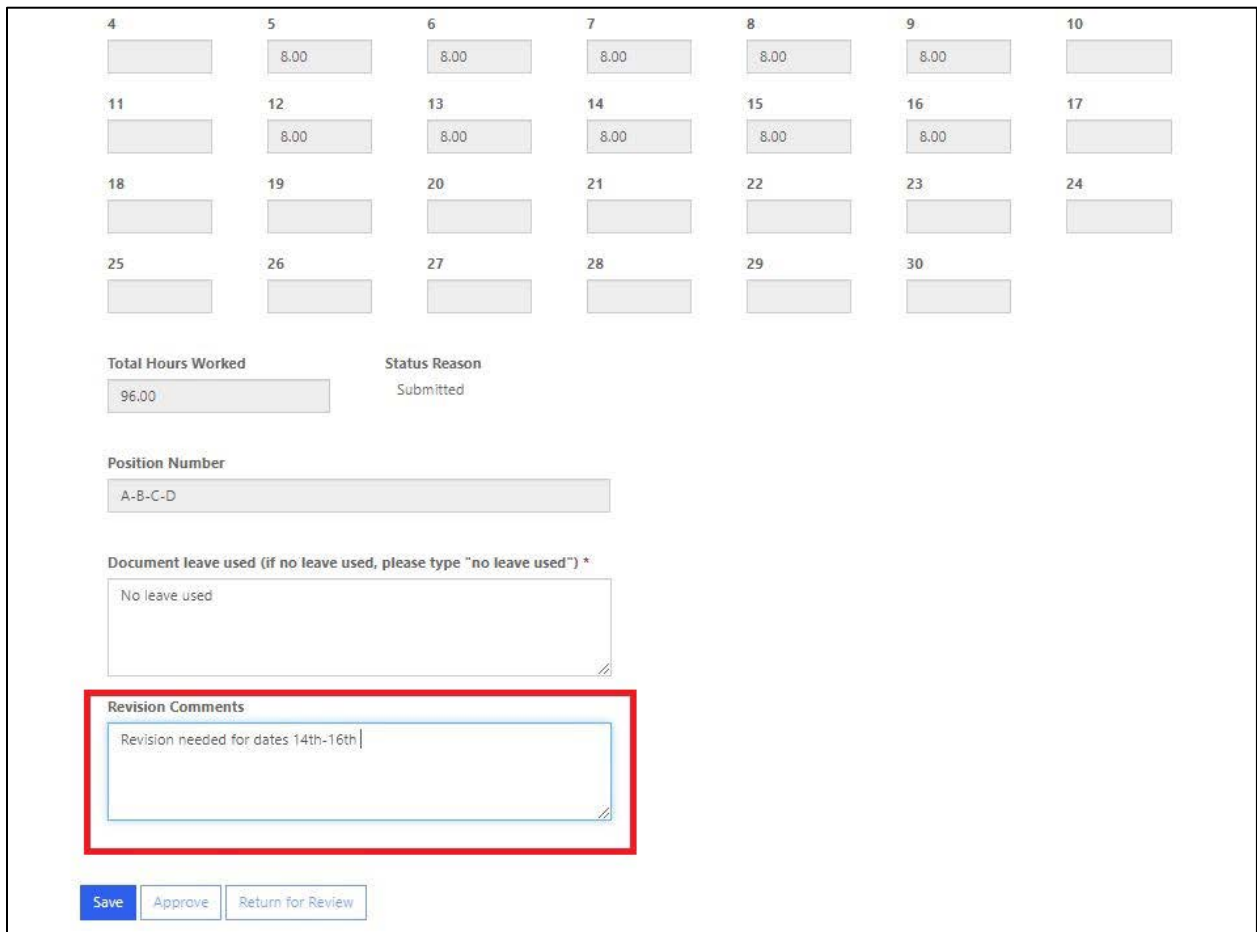 4 5 6 7 8 9 10
8.00 8.00 8.00 8.00 8.00
11 12 13 14 15 16 17
8.00 8.00 8.00 8.00 8.00
18 19 20 21 22 23 24
25 26 27 28 29 30
Total Hours Worked Status Reason
96.00 Submitted
Position Number
A-B-C-D
Document leave used (if no leave used, please type "no leave used") *
No leave used
Revision Comments
Revision needed for dates 14th-16th
Save Approve Return for Review